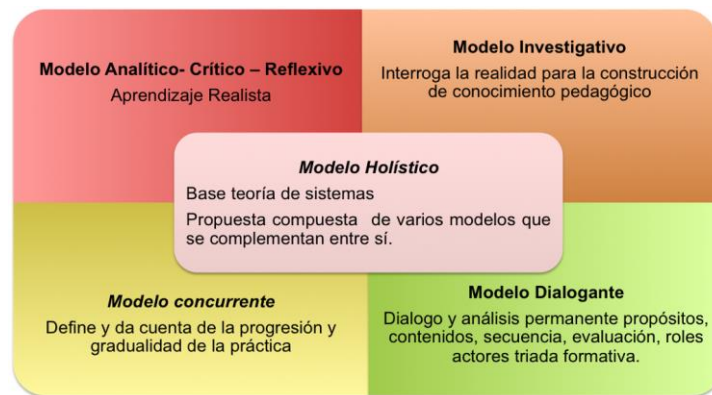 Modelo Analítico- Crítico – Reflexivo
Aprendizaje Realista
Modelo Investigativo
Interroga la realidad para la construcción
de conocimiento pedagógico
Modelo Holístico
Base teoría de sistemas
Propuesta compuesta de varios modelos que
se complementan entre sí.
Modelo concurrente
Define y da cuenta de la progresión y
gradualidad de la práctica
Modelo Dialogante
Dialogo y análisis permanente propósitos,
contenidos, secuencia, evaluación, roles
actores triada formativa.